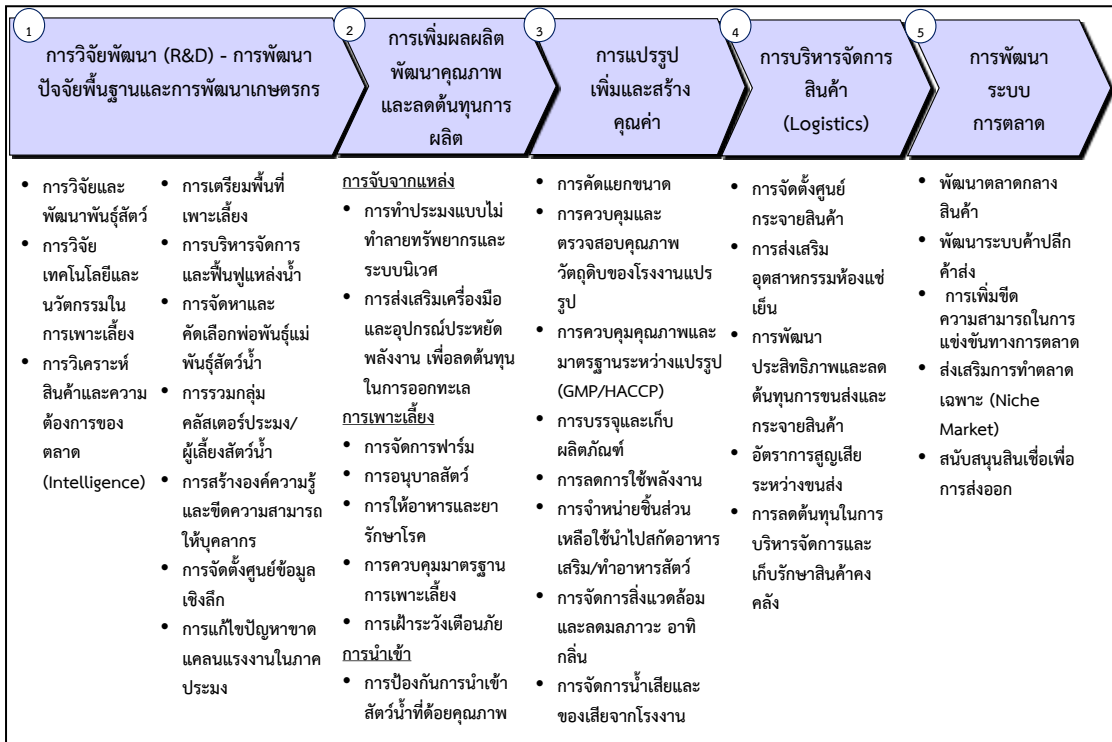 1
การวิจัยพัฒนา (R&D) - การพัฒนา
ปัจจัยพื้นฐานและการพัฒนาเกษตรกร
2
การเพิ่มผลผลิต
พัฒนาคุณภาพ
และลดต้นทุนการ
ผลิต
3
การแปรรูป
เพิ่มและสร้าง
คุณค่า
4
การบริหารจัดการ
สินค้า
(Logistics)
5
การพัฒนา
ระบบ
การตลาด
• การวิจัยและ
พัฒนาพันธุ์สัตว์
• การวิจัย
เทคโนโลยีและ
นวัตกรรมใน
การเพาะเลี้ยง
• การวิเคราะห์
สินค้าและความ
ต้องการของ
ตลาด
(Intelligence)
• การเตรียมพื้นที่
เพาะเลี้ยง
• การบริหารจัดการ
และฟื้นฟูแหล่งน้ำ
• การจัดหาและ
คัดเลือกพ่อพันธุ์แม่
พันธุ์สัตว์น้ำ
• การรวมกลุ่ม
คลัสเตอร์ประมง/
ผู้เลี้ยงสัตว์น้ำ
• การสร้างองค์ความรู้
และขีดความสามารถ
ให้บุคลากร
• การจัดตั้งศูนย์ข้อมูล
เชิงลึก
• การแก้ไขปัญหาขาด
แคลนแรงงานในภาค
ประมง
การจับจากแหล่ง
• การทำประมงแบบไม่
ทำลายทรัพยากรและ
ระบบนิเวศ
• การส่งเสริมเครื่องมือ
และอุปกรณ์ประหยัด
พลังงาน เพื่อลดต้นทุน
ในการออกทะเล
การเพาะเลี้ยง
• การจัดการฟาร์ม
• การอนุบาลสัตว์
• การให้อาหารและยา
รักษาโรค
• การควบคุมมาตรฐาน
การเพาะเลี้ยง
• การเฝ้าระวังเตือนภัย
การนำเข้า
• การป้องกันการนำเข้า
สัตว์น้ำที่ด้อยคุณภาพ
• การคัดแยกขนาด
• การควบคุมและ
ตรวจสอบคุณภาพ
วัตถุดิบของโรงงานแปร
รูป
• การควบคุมคุณภาพและ
มาตรฐานระหว่างแปรรูป
(GMP/HACCP)
• การบรรจุและเก็บ
ผลิตภัณฑ์
• การลดการใช้พลังงาน
• การจำหน่ายชิ้นส่วน
เหลือใช้นำไปสกัดอาหาร
เสริม/ทำอาหารสัตว์
• การจัดการสิ่งแวดล้อม
และลดมลภาวะ อาทิ
กลิ่น
• การจัดการน้ำเสียและ
ของเสียจากโรงงาน
• การจัดตั้งศูนย์
กระจายสินค้า
• การส่งเสริม
อุตสาหกรรมห้องแช่
เย็น
• การพัฒนา
ประสิทธิภาพและลด
ต้นทุนการขนส่งและ
กระจายสินค้า
• อัตราการสูญเสีย
ระหว่างขนส่ง
• การลดต้นทุนในการ
บริหารจัดการและ
เก็บรักษาสินค้าคง
คลัง
• พัฒนาตลาดกลาง
สินค้า
• พัฒนาระบบค้าปลีก
ค้าส่ง
• การเพิ่มขีด
ความสามารถในการ
แข่งขันทางการตลาด
• ส่งเสริมการทำตลาด
เฉพาะ (Niche
Market)
• สนับสนุนสินเชื่อเพื่อ
การส่งออก